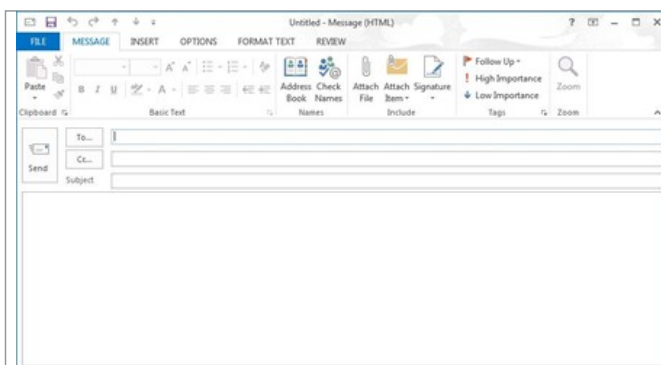 Untitled - Message (HTML)
?
FILE MESSAGE INSERT OPTIONS FORMAT TEXT REVIEW
Paste
B I U A
Address Book
Check Names
Attach File
Attach Item
Signature
Follow Up
! High Importance
Low Importance
Zoom
Clipboard Basic Text Names Include Tags Zoom
Send
To...
Cc...
Subject